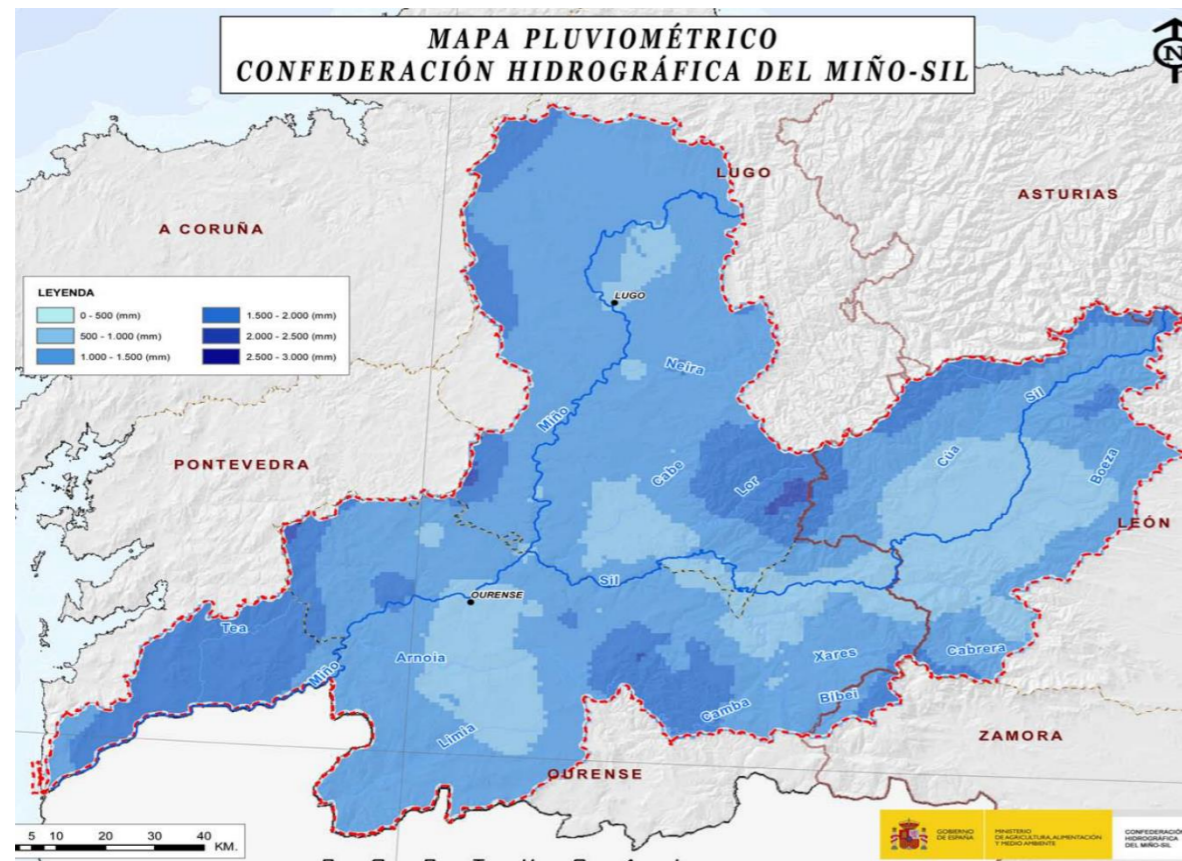 MAPA PLUVIOMÉTRICO
CONFEDERACIÓN HIDROGRÁFICA DEL MIÑO-SIL
N
LUGO
ASTURIAS
A CORUÑA
LEYENDA
0 - 500 (mm)
500 - 1.000 (mm)
1.000 - 1.500 (mm)
1.500 - 2.000 (mm)
2.000 - 2.500 (mm)
2.500 - 3.000 (mm)
LUGO
Neira
Miño
Sil
PONTEVEDRA
Cabe
Lor
Cúa
Boeza
LEÓN
Sil
OURENSE
Tea
Arnoia
Miño
Limia
Xares
Cabrera
Bibei
Camba
ZAMORA
OURENSE
5 10 20 30 40
KM.
GOBIERNO
DE ESPAÑA
MINISTERIO
DE AGRICULTURA, ALIMENTACIÓN
Y MEDIO AMBIENTE
CONFEDERACIÓN
HIDROGRÁFICA
DEL MIÑO-SIL